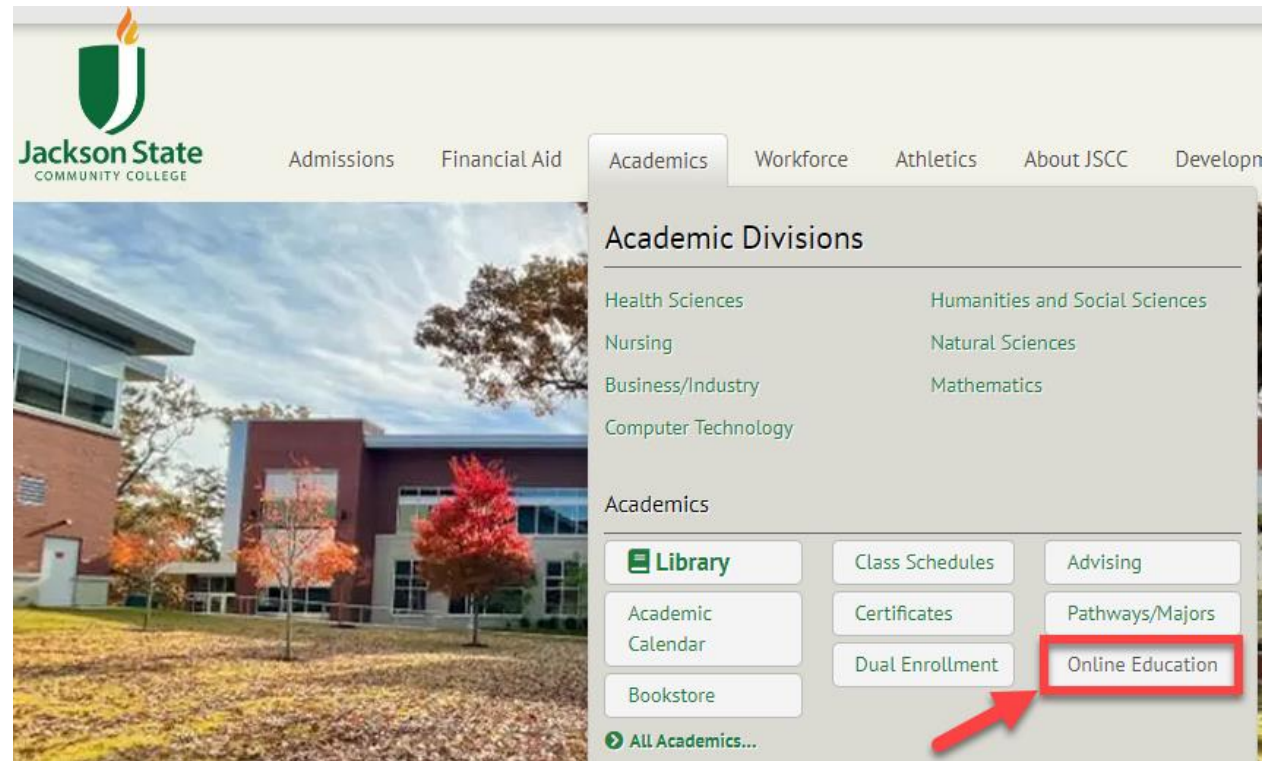 Jackson State
COMMUNITY COLLEGE
Admissions Financial Aid Academics Workforce Athletics About JSCC Developm
Academic Divisions
Health Sciences Humanities and Social Sciences
Nursing Natural Sciences
Business/Industry Mathematics
Computer Technology
Academics
Library Class Schedules Advising
Academic Calendar Certificates Pathways/Majors
Dual Enrollment Online Education
Bookstore
All Academics...